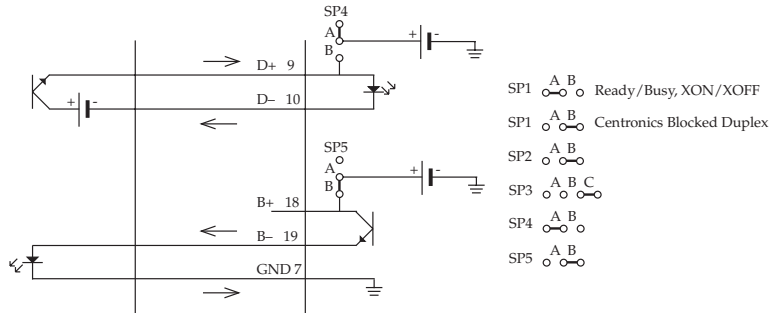 SP4
A
+ -
B
D+ 9
+ -
D– 10
SP5
A
+ -
B
B+ 18
B– 19
GND 7
A B
SP1 Ready/Busy, XON/XOFF
A B
SP1 Centronics Blocked Duplex
A B
SP2
A B C
SP3
A B
SP4
A B
SP5